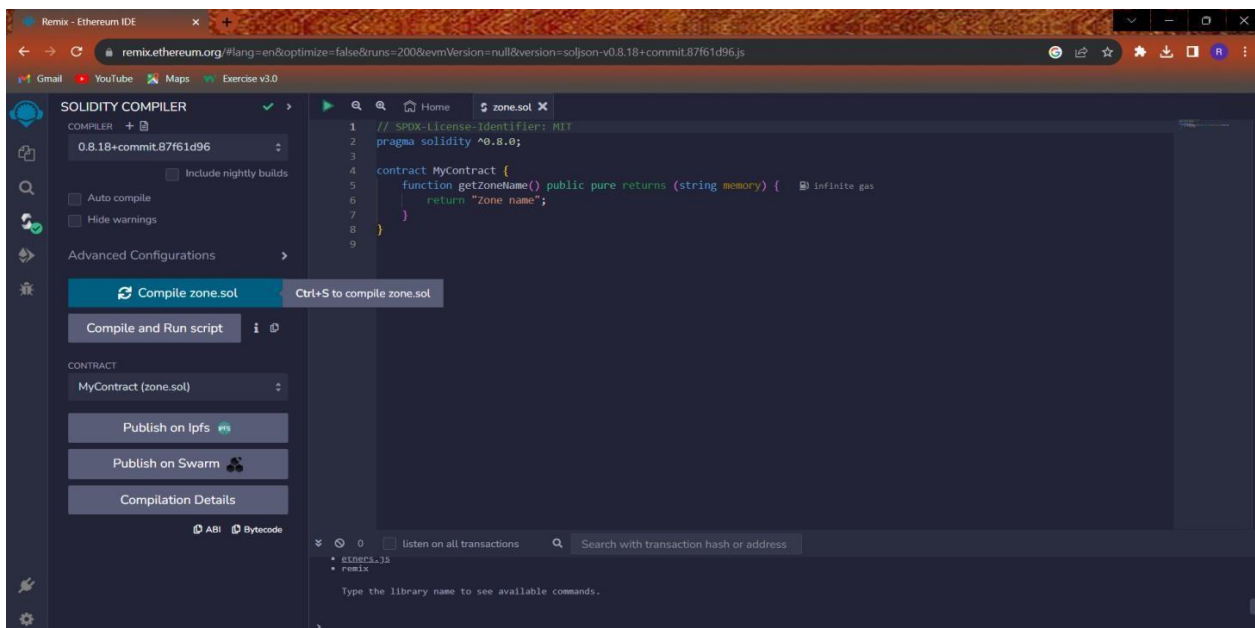 Remix - Ethereum IDE
remix.ethereum.org/#lang=en&optimize=false&runs=200&evmVersion=null&version=soljson-v0.8.18+commit.87f61d96.js
R
Gmail YouTube Maps Exercise v3.0
SOLIDITY COMPILER
COMPILER
0.8.18+commit.87f61d96
Include nightly builds
Auto compile
Hide warnings
Advanced Configurations
Compile zone.sol
Ctrl+S to compile zone.sol
Compile and Run script
CONTRACT
MyContract (zone.sol)
Publish on Ipfs
Publish on Swarm
Compilation Details
ABI Bytecode
Home zone.sol
1 // SPDX-License-Identifier: MIT
2 pragma solidity ^0.8.0;
3
4 contract MyContract {
5 function getZoneName() public pure returns (string memory) { infinite gas
6 return "Zone name";
7 }
8 }
9
0 listen on all transactions Search with transaction hash or address
• ethers.js
• remix
Type the library name to see available commands.
>